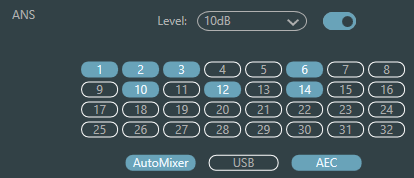 ANS Level: 10dB
1 2 3 4 5 6 7 8
9 10 11 12 13 14 15 16
17 18 19 20 21 22 23 24
25 26 27 28 29 30 31 32
AutoMixer USB AEC